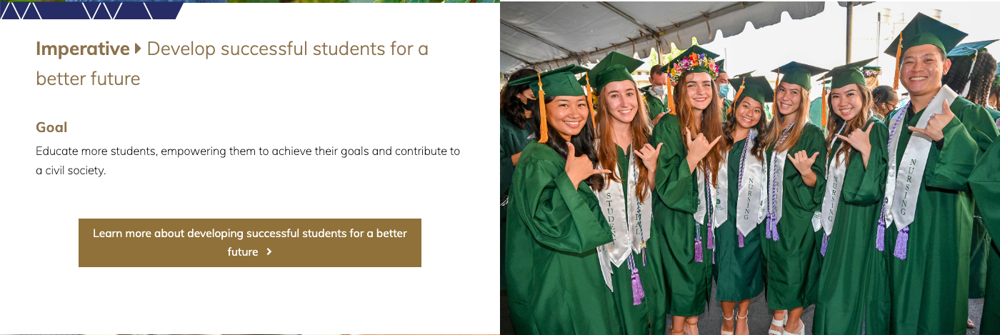 Imperative Develop successful students for a
better future
Goal
Educate more students, empowering them to achieve their goals and contribute to
a civil society.
Learn more about developing successful students for a better
future
STUDENT
NURSING
NURSING
NURSING